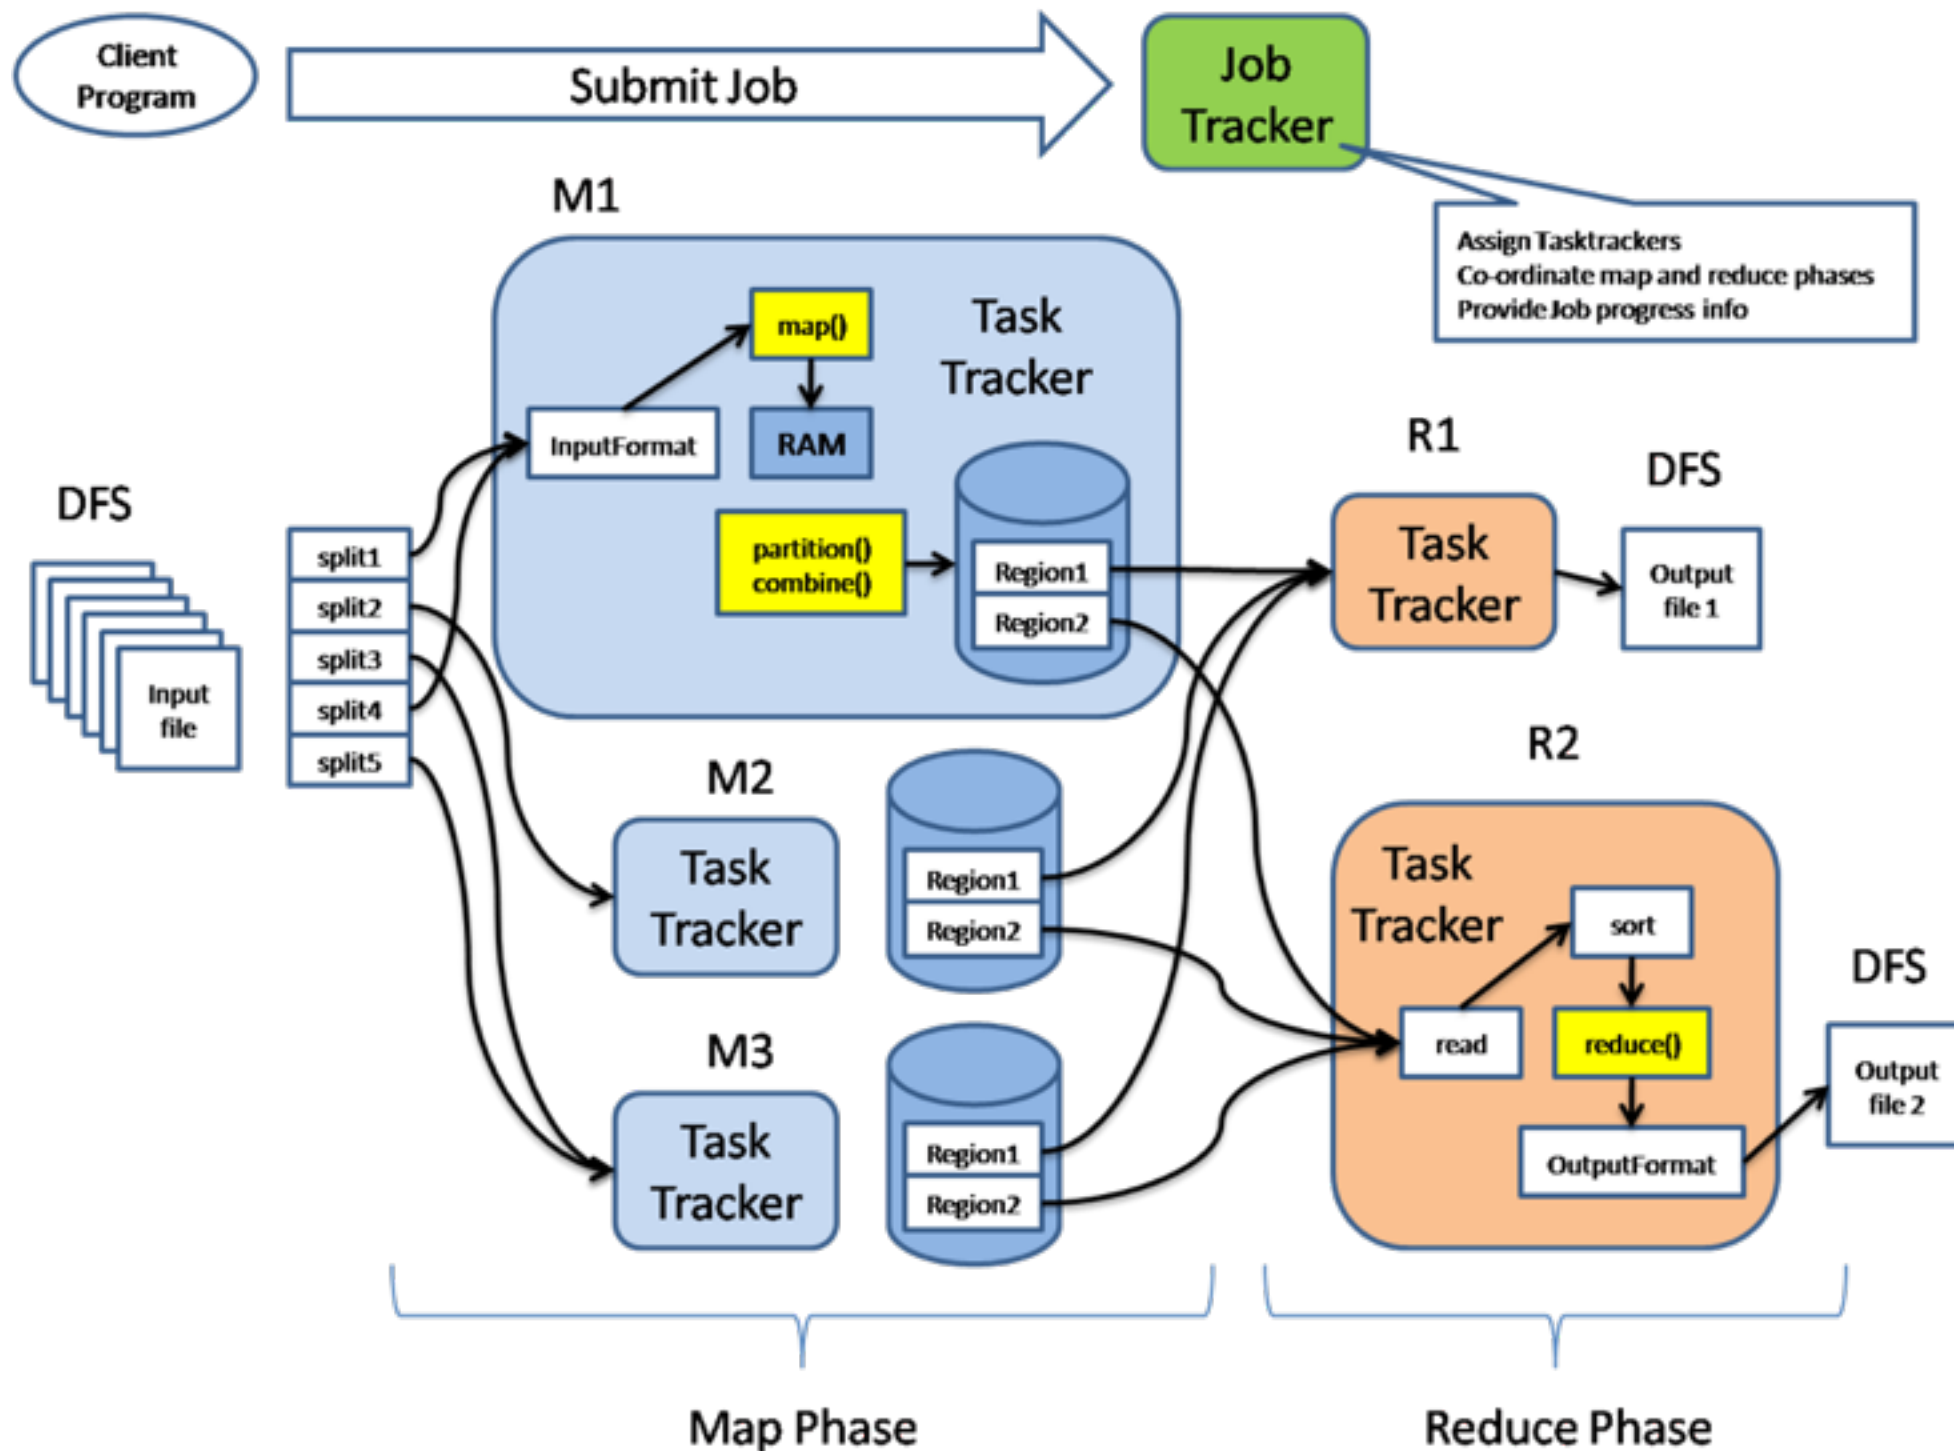 Client
Program
Submit Job
Job
Tracker
Assign Tasktrackers
Co-ordinate map and reduce phases
Provide Job progress info
M1
Task
Tracker
map()
InputFormat
RAM
partition()
combine()
Region1
Region2
DFS
Input
file
split1
split2
split3
split4
split5
M2
Task
Tracker
Region1
Region2
M3
Task
Tracker
Region1
Region2
R1
Task
Tracker
DFS
Output
file 1
R2
Task
Tracker
sort
read
reduce()
OutputFormat
DFS
Output
file 2
Map Phase
Reduce Phase